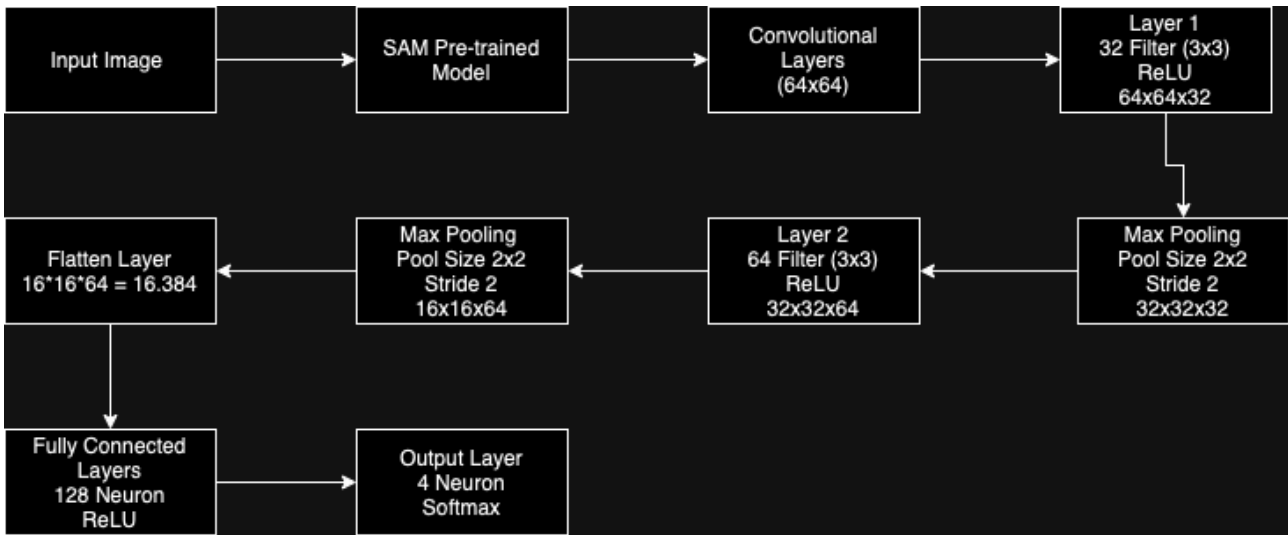 Input Image
SAM Pre-trained
Model
Convolutional
Layers
(64x64)
Layer 1
32 Filter (3x3)
ReLU
64x64x32
Max Pooling
Pool Size 2x2
Stride 2
32x32x32
Layer 2
64 Filter (3x3)
ReLU
32x32x64
Max Pooling
Pool Size 2x2
Stride 2
16x16x64
Flatten Layer
16*16*64 = 16.384
Fully Connected
Layers
128 Neuron
ReLU
Output Layer
4 Neuron
Softmax